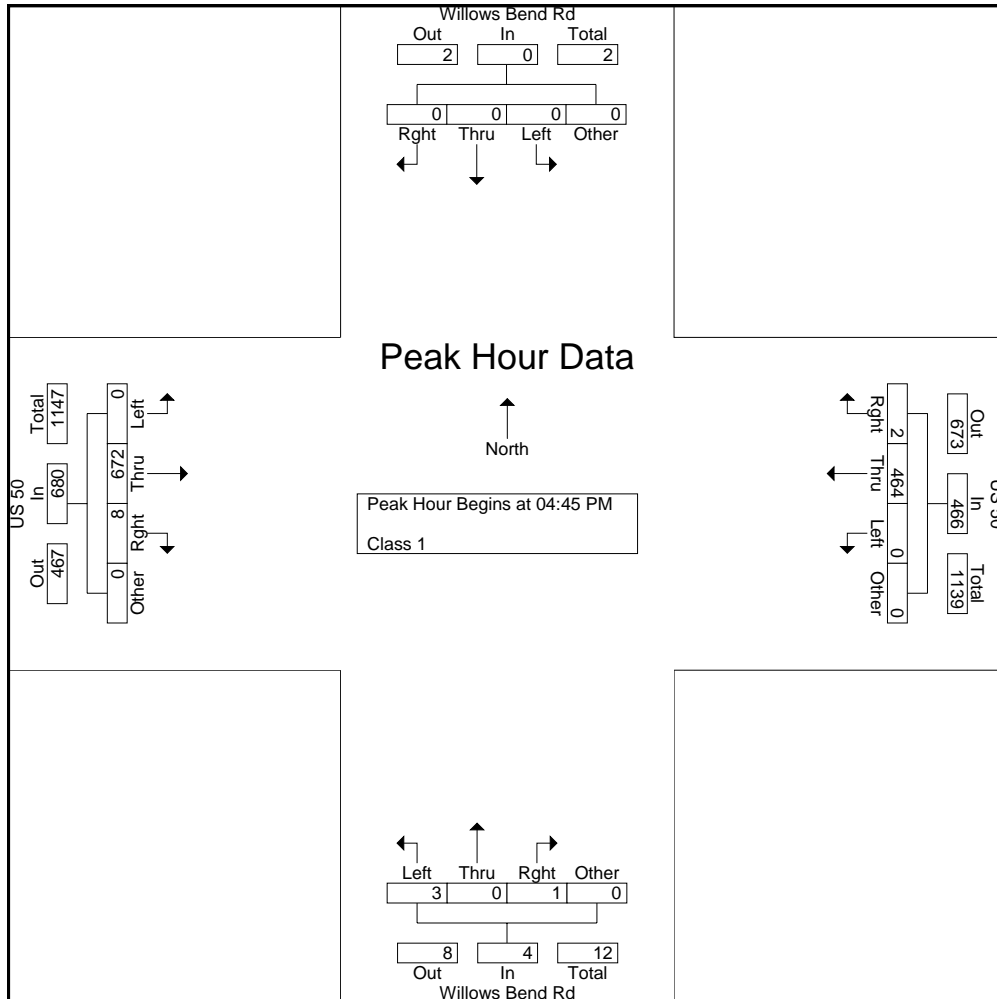 Willows Bend Rd
Out In Total
2 0 2
0 0 0 0
Rght Thru Left Other
Peak Hour Data
North
Peak Hour Begins at 04:45 PM
Class 1
US 50
Total In Out
1147 680 467
0 672 8 0
Left Thru Rght Other
Rght Thru Left Other
2 464 0 0
673 466 1139
Out In Total
US 50
Left Thru Rght Other
3 0 1 0
8 4 12
Out In Total
Willows Bend Rd